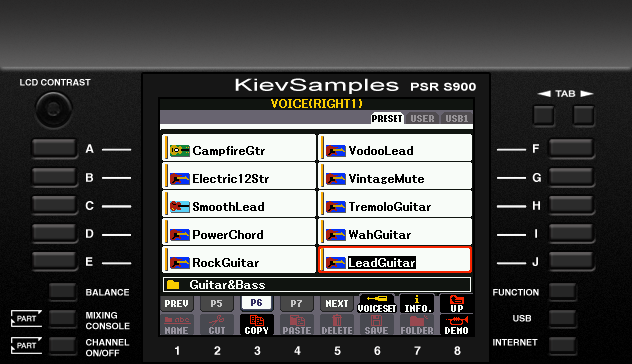 LCD CONTRAST
KievSamples PSR S900
TAB
VOICE(RIGHT1)
PRESET USER USB1
A CampfireGtr VodooLead F
B Electric12Str VintageMute G
C SmoothLead TremoloGuitar H
D PowerChord WahGuitar I
E RockGuitar LeadGuitar J
Guitar&Bass
BALANCE PREV P5 P6 P7 NEXT VOICESET i INFO. UP FUNCTION
PART MIXING CONSOLE NAME CUT COPY PASTE DELETE SAVE FOLDER DEMO USB
PART CHANNEL ON/OFF INTERNET
1 2 3 4 5 6 7 8